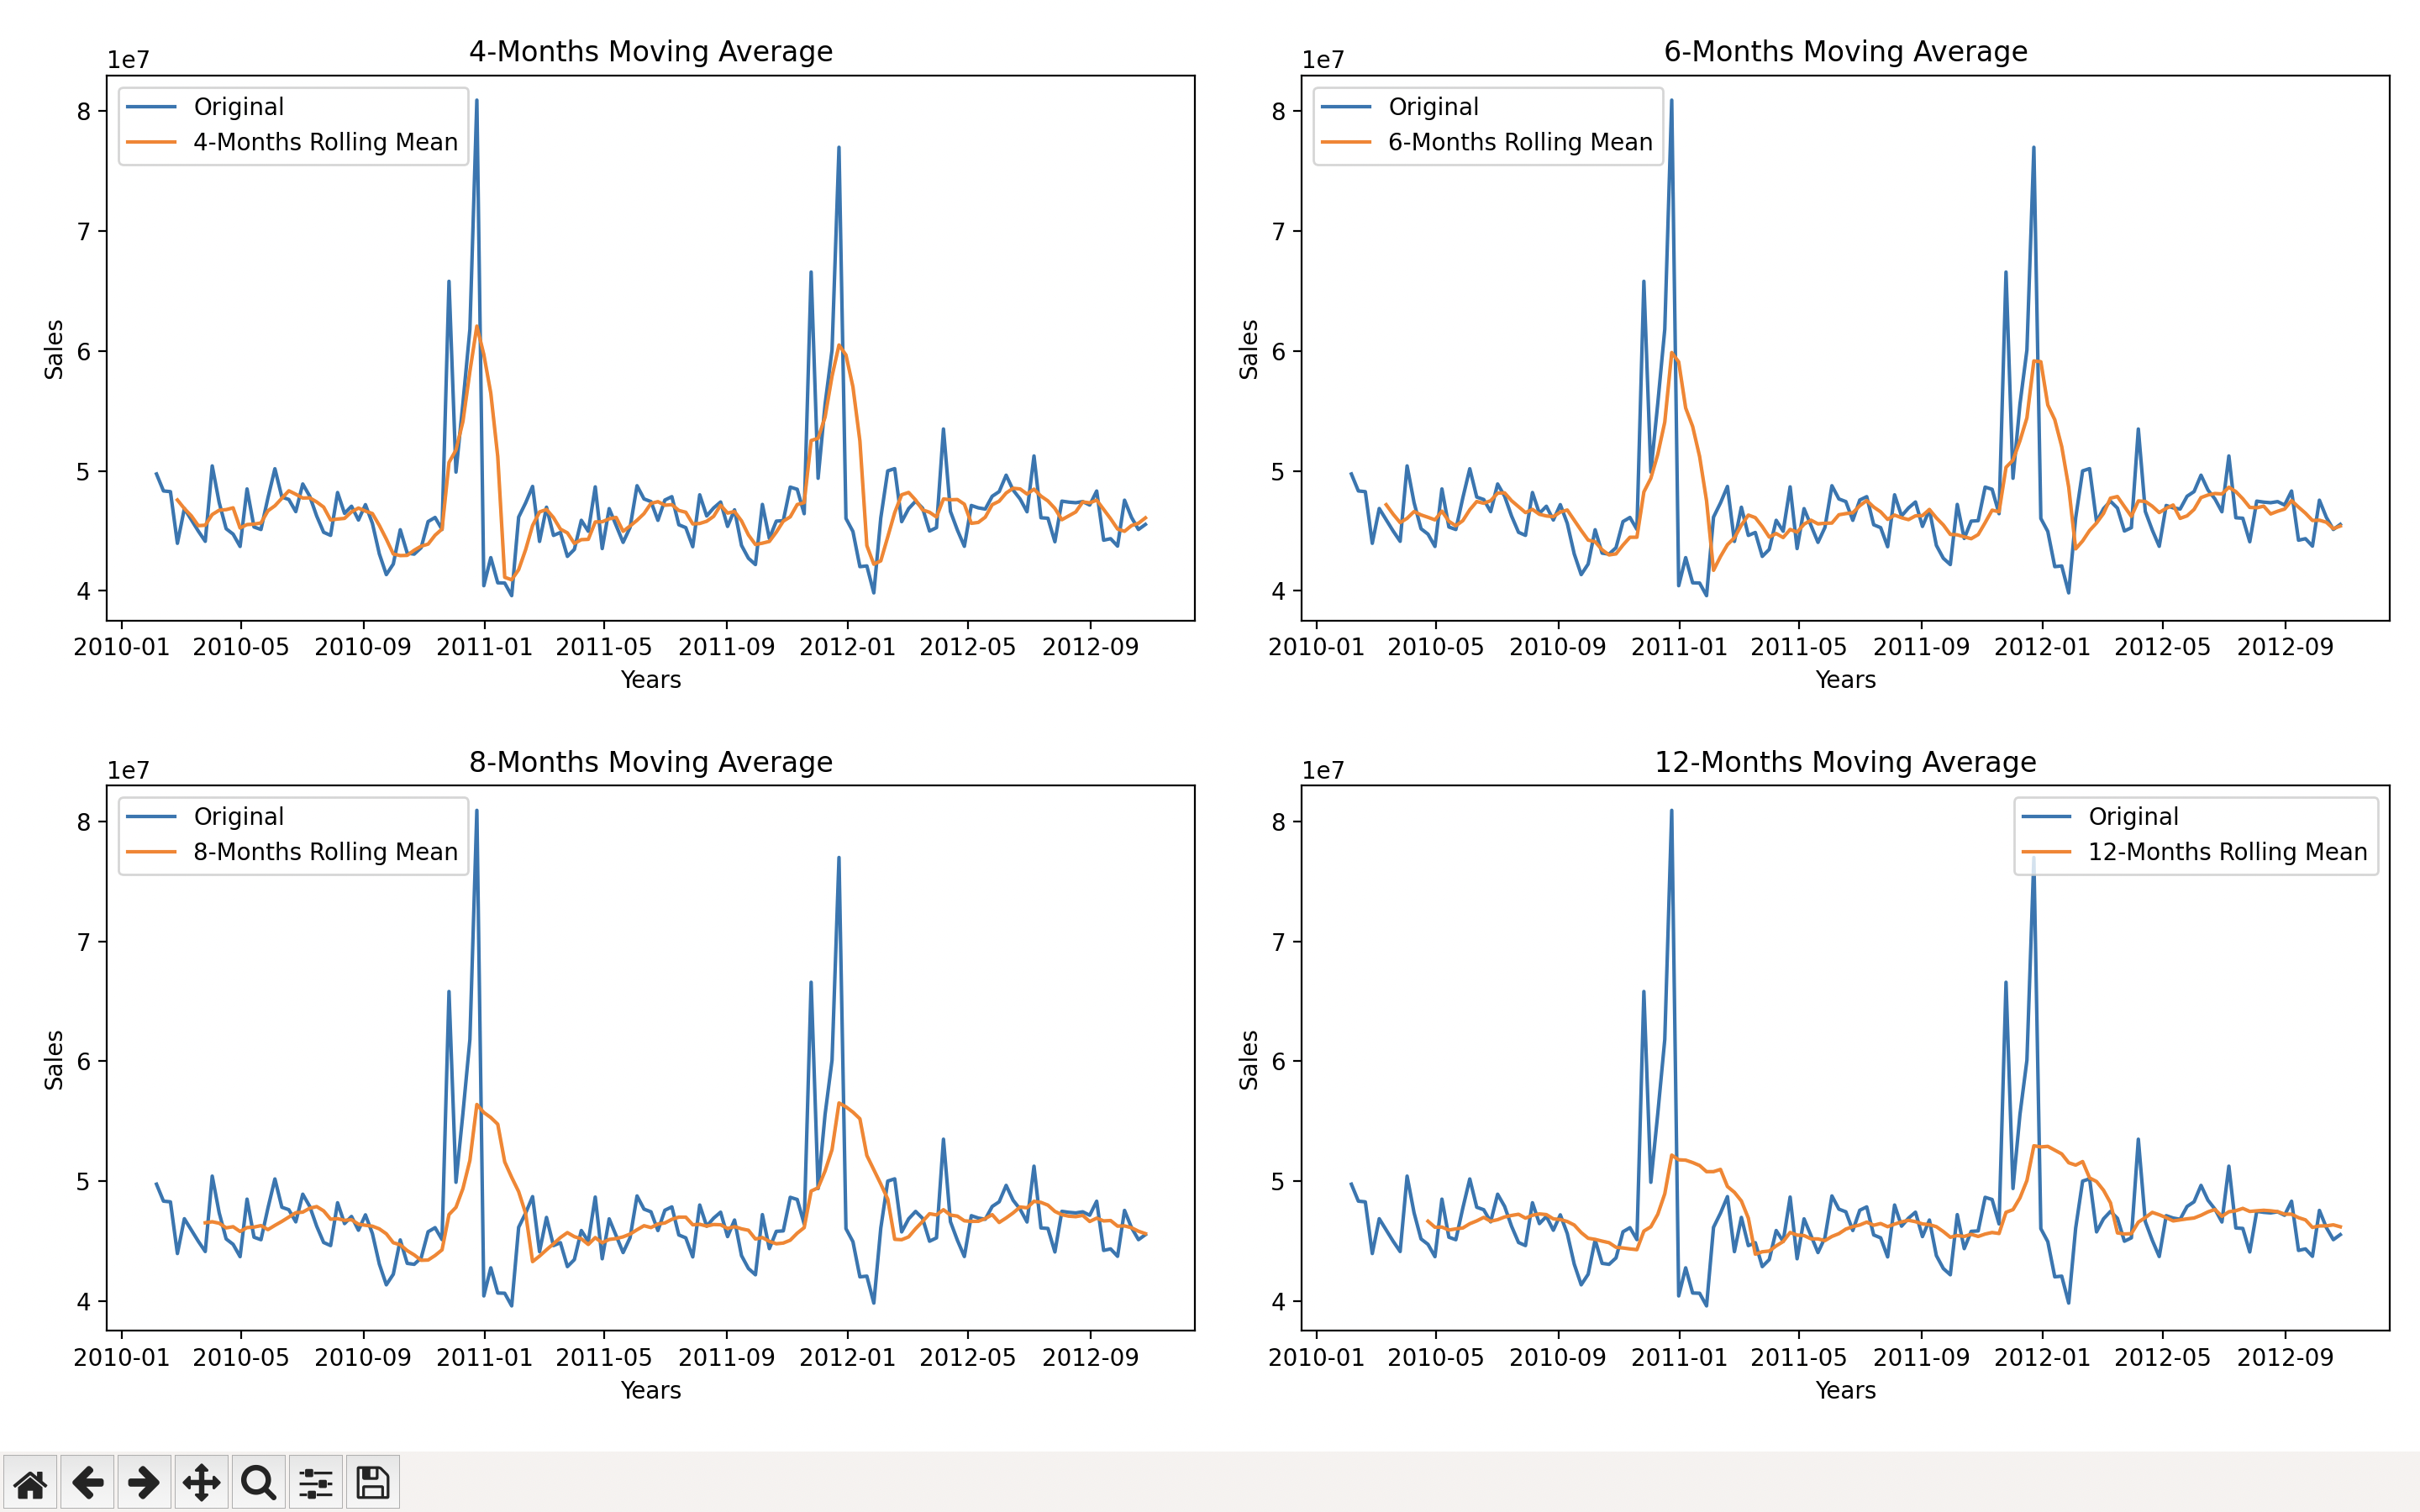 4-Months Moving Average
1e7
Original
4-Months Rolling Mean
8
7
6
5
4
Sales
2010-01 2010-05 2010-09 2011-01 2011-05 2011-09 2012-01 2012-05 2012-09
Years
6-Months Moving Average
1e7
Original
6-Months Rolling Mean
8
7
6
5
4
Sales
2010-01 2010-05 2010-09 2011-01 2011-05 2011-09 2012-01 2012-05 2012-09
Years
8-Months Moving Average
1e7
Original
8-Months Rolling Mean
8
7
6
5
4
Sales
2010-01 2010-05 2010-09 2011-01 2011-05 2011-09 2012-01 2012-05 2012-09
Years
12-Months Moving Average
1e7
Original
12-Months Rolling Mean
8
7
6
5
4
Sales
2010-01 2010-05 2010-09 2011-01 2011-05 2011-09 2012-01 2012-05 2012-09
Years